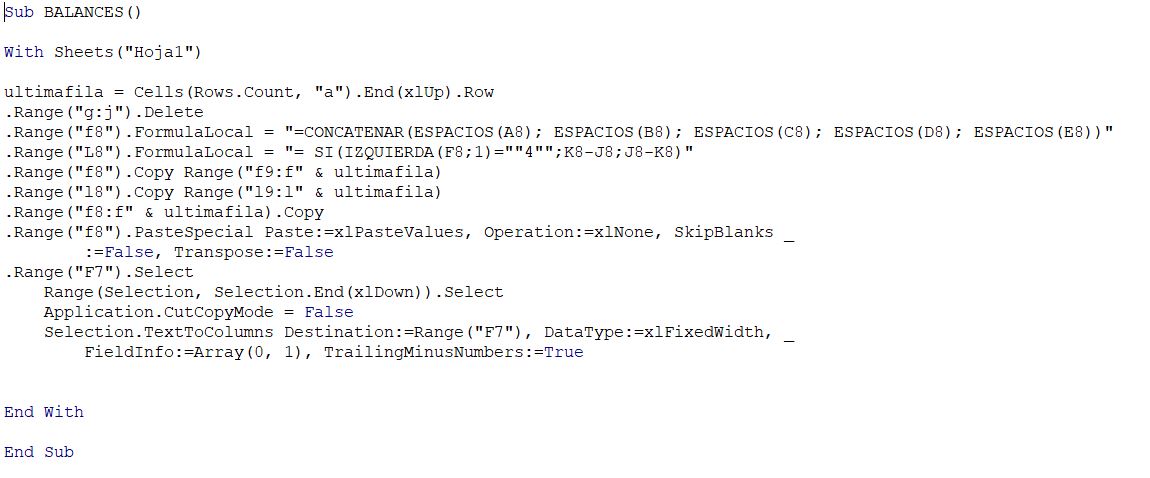 Sub BALANCES()
With Sheets("Hoja1")
ultimafila = Cells(Rows.Count, "a").End(xlUp).Row
.Range("g:j").Delete
.Range("f8").FormulaLocal = "=CONCATENAR(ESPACIOS(A8); ESPACIOS(B8); ESPACIOS(C8); ESPACIOS(D8); ESPACIOS(E8))"
.Range("L8").FormulaLocal = "= SI(IZQUIERDA(F8;1)=""4"";K8-J8;J8-K8)"
.Range("f8").Copy Range("f9:f" & ultimafila)
.Range("l8").Copy Range("l9:l" & ultimafila)
.Range("f8:f" & ultimafila).Copy
.Range("f8").PasteSpecial Paste:=xlPasteValues, Operation:=xlNone, SkipBlanks _
:=False, Transpose:=False
.Range("F7").Select
Range(Selection, Selection.End(xlDown)).Select
Application.CutCopyMode = False
Selection.TextToColumns Destination:=Range("F7"), DataType:=xlFixedWidth, _
FieldInfo:=Array(0, 1), TrailingMinusNumbers:=True
End With
End Sub